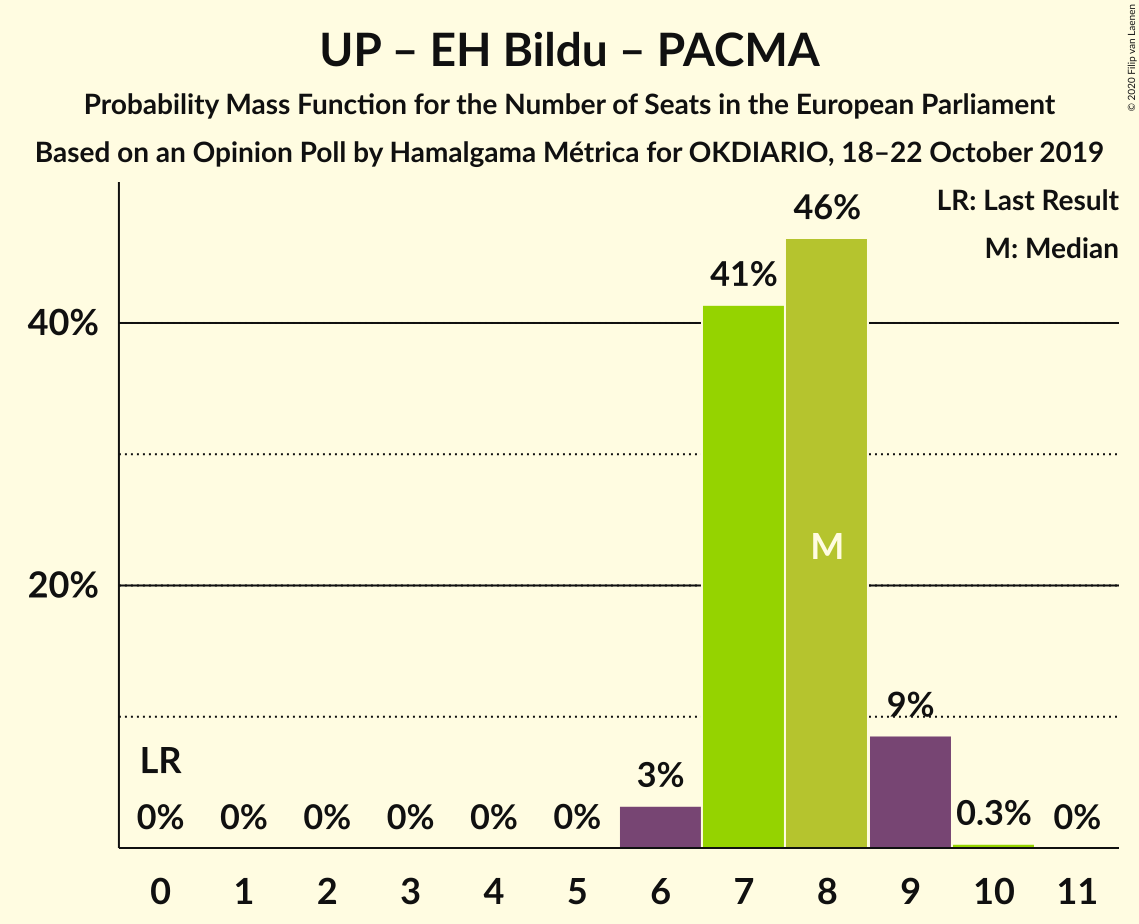 UP – EH Bildu – PACMA
Probability Mass Function for the Number of Seats in the European Parliament
Based on an Opinion Poll by Hamalgama Métrica for OKDIARIO, 18–22 October 2019
© 2020 Filip van Laenen
LR: Last Result
M: Median
40%
20%
LR
0%
0%
0%
0%
0%
0%
3%
41%
46%
M
9%
0.3%
0%
0 1 2 3 4 5 6 7 8 9 10 11